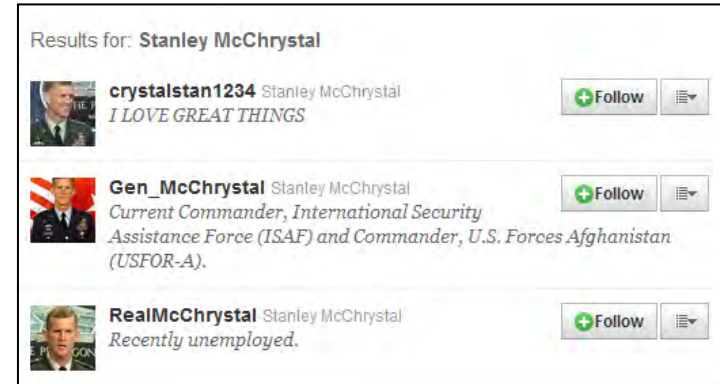 Results for: Stanley McChrystal
crystalstan1234 Stanley McChrystal
Follow
I LOVE GREAT THINGS
Gen_McChrystal Stanley McChrystal
Follow
Current Commander, International Security
Assistance Force (ISAF) and Commander, U.S. Forces Afghanistan
(USFOR-A).
RealMcChrystal Stanley McChrystal
Follow
Recently unemployed.